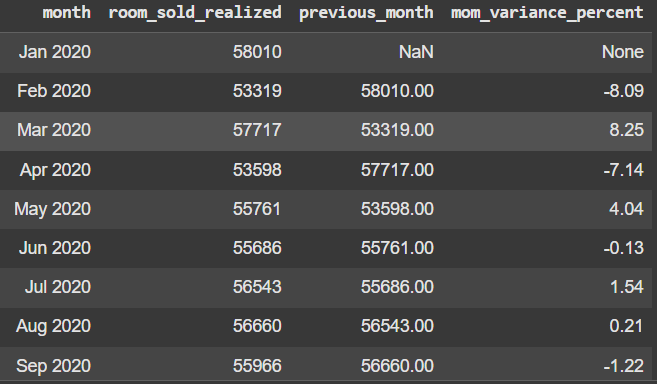 month room_sold_realized previous_month mom_variance_percent
Jan 2020 58010 NaN None
Feb 2020 53319 58010.00 -8.09
Mar 2020 57717 53319.00 8.25
Apr 2020 53598 57717.00 -7.14
May 2020 55761 53598.00 4.04
Jun 2020 55686 55761.00 -0.13
Jul 2020 56543 55686.00 1.54
Aug 2020 56660 56543.00 0.21
Sep 2020 55966 56660.00 -1.22